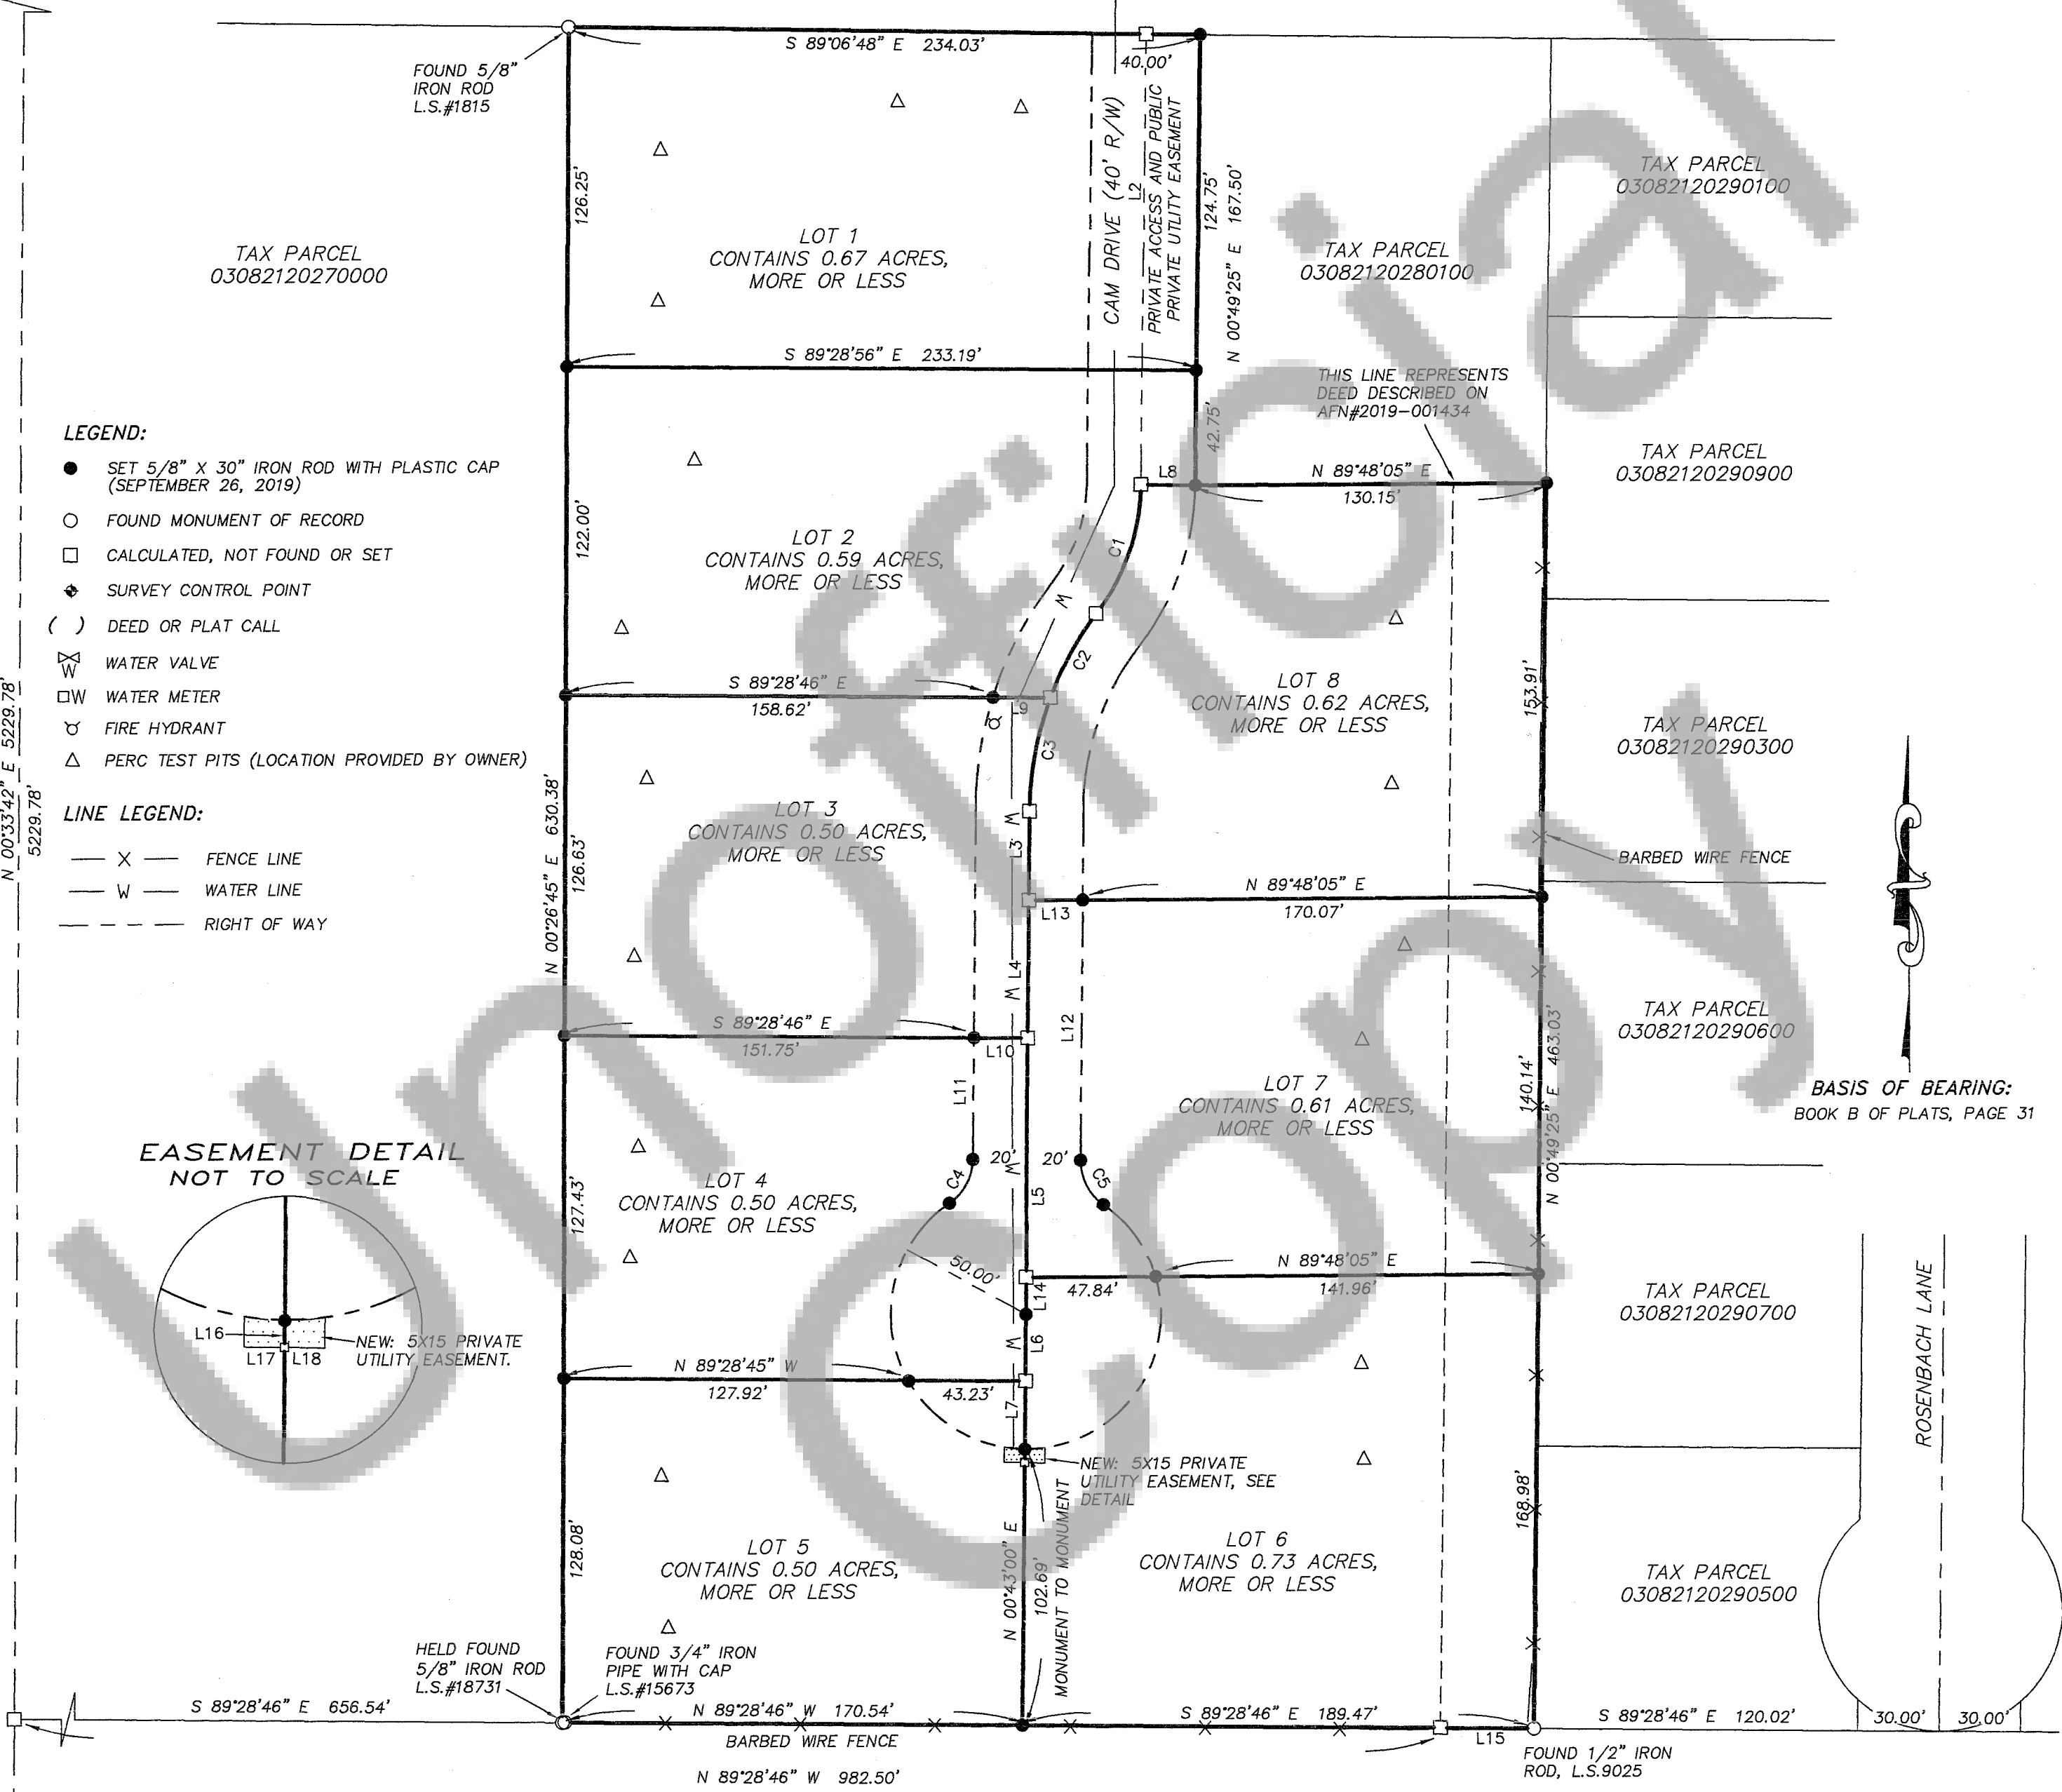 S 89°06'48" E 234.03'
40.00'
FOUND 5/8"
IRON ROD
L.S.#1815
126.25'
CAM DRIVE (40' R/W)
L2
PRIVATE ACCESS AND PUBLIC
PRIVATE UTLITY EASEMENT
124.75'
N 00°49'25" E 167.50'
TAX PARCEL
03082120290100
TAX PARCEL
03082120270000
LOT 1
CONTAINS 0.67 ACRES,
MORE OR LESS
TAX PARCEL
03082120280100
S 89°28'56" E 233.19'
THIS LINE REPRESENTS
DEED DESCRIBED ON
AFN#2019-001434
42.75'
LEGEND:
SET 5/8" X 30" IRON ROD WITH PLASTIC CAP
(SEPTEMBER 26, 2019)
FOUND MONUMENT OF RECORD
CALCULATED, NOT FOUND OR SET
SURVEY CONTROL POINT
( ) DEED OR PLAT CALL
W WATER VALVE
W WATER METER
FIRE HYDRANT
PERC TEST PITS (LOCATION PROVIDED BY OWNER)
LINE LEGEND:
X FENCE LINE
W WATER LINE
RIGHT OF WAY
N 00°33'42" E 5229.78'
5229.78'
L8
N 89°48'05" E
130.15'
TAX PARCEL
03082120290900
122.00'
LOT 2
CONTAINS 0.59 ACRES,
MORE OR LESS
C1
W
C2
S 89°28'46" E
158.62'
L9
C3
LOT 8
CONTAINS 0.62 ACRES,
MORE OR LESS
153.91'
TAX PARCEL
03082120290300
N 00°26'45" E 630.38'
126.63'
LOT 3
CONTAINS 0.50 ACRES,
MORE OR LESS
W
L3
BARBED WIRE FENCE
N 89°48'05" E
L13
170.07'
L4
W
L12
S 89°28'46" E
151.75'
L10
L11
TAX PARCEL
03082120290600
140.14'
N 00°49'25" E 463.03'
BASIS OF BEARING:
BOOK B OF PLATS, PAGE 31
LOT 7
CONTAINS 0.61 ACRES,
MORE OR LESS
EASEMENT DETAIL
NOT TO SCALE
L16
L17
L18
NEW: 5X15 PRIVATE
UTILITY EASEMENT.
127.43'
LOT 4
CONTAINS 0.50 ACRES,
MORE OR LESS
20'
W
20'
C4
C5
L5
50.00'
N 89°48'05" E
47.84'
141.96'
L14
W
L6
TAX PARCEL
03082120290700
ROSENBACH LANE
N 89°28'45" W
127.92'
43.23'
L7
NEW: 5X15 PRIVATE
UTILITY EASEMENT, SEE
DETAIL
168.98'
128.08'
LOT 5
CONTAINS 0.50 ACRES,
MORE OR LESS
N 00°43'00" E
102.69'
MONUMENT TO MONUMENT
LOT 6
CONTAINS 0.73 ACRES,
MORE OR LESS
TAX PARCEL
03082120290500
HELD FOUND
5/8" IRON ROD
L.S.#18731
FOUND 3/4" IRON
PIPE WITH CAP
L.S.#15673
S 89°28'46" E 656.54'
N 89°28'46" W 170.54'
BARBED WIRE FENCE
S 89°28'46" E 189.47'
L15
S 89°28'46" E 120.02'
30.00'
30.00'
FOUND 1/2" IRON
ROD, L.S.9025
N 89°28'46" W 982.50'
Unofficial
Copy